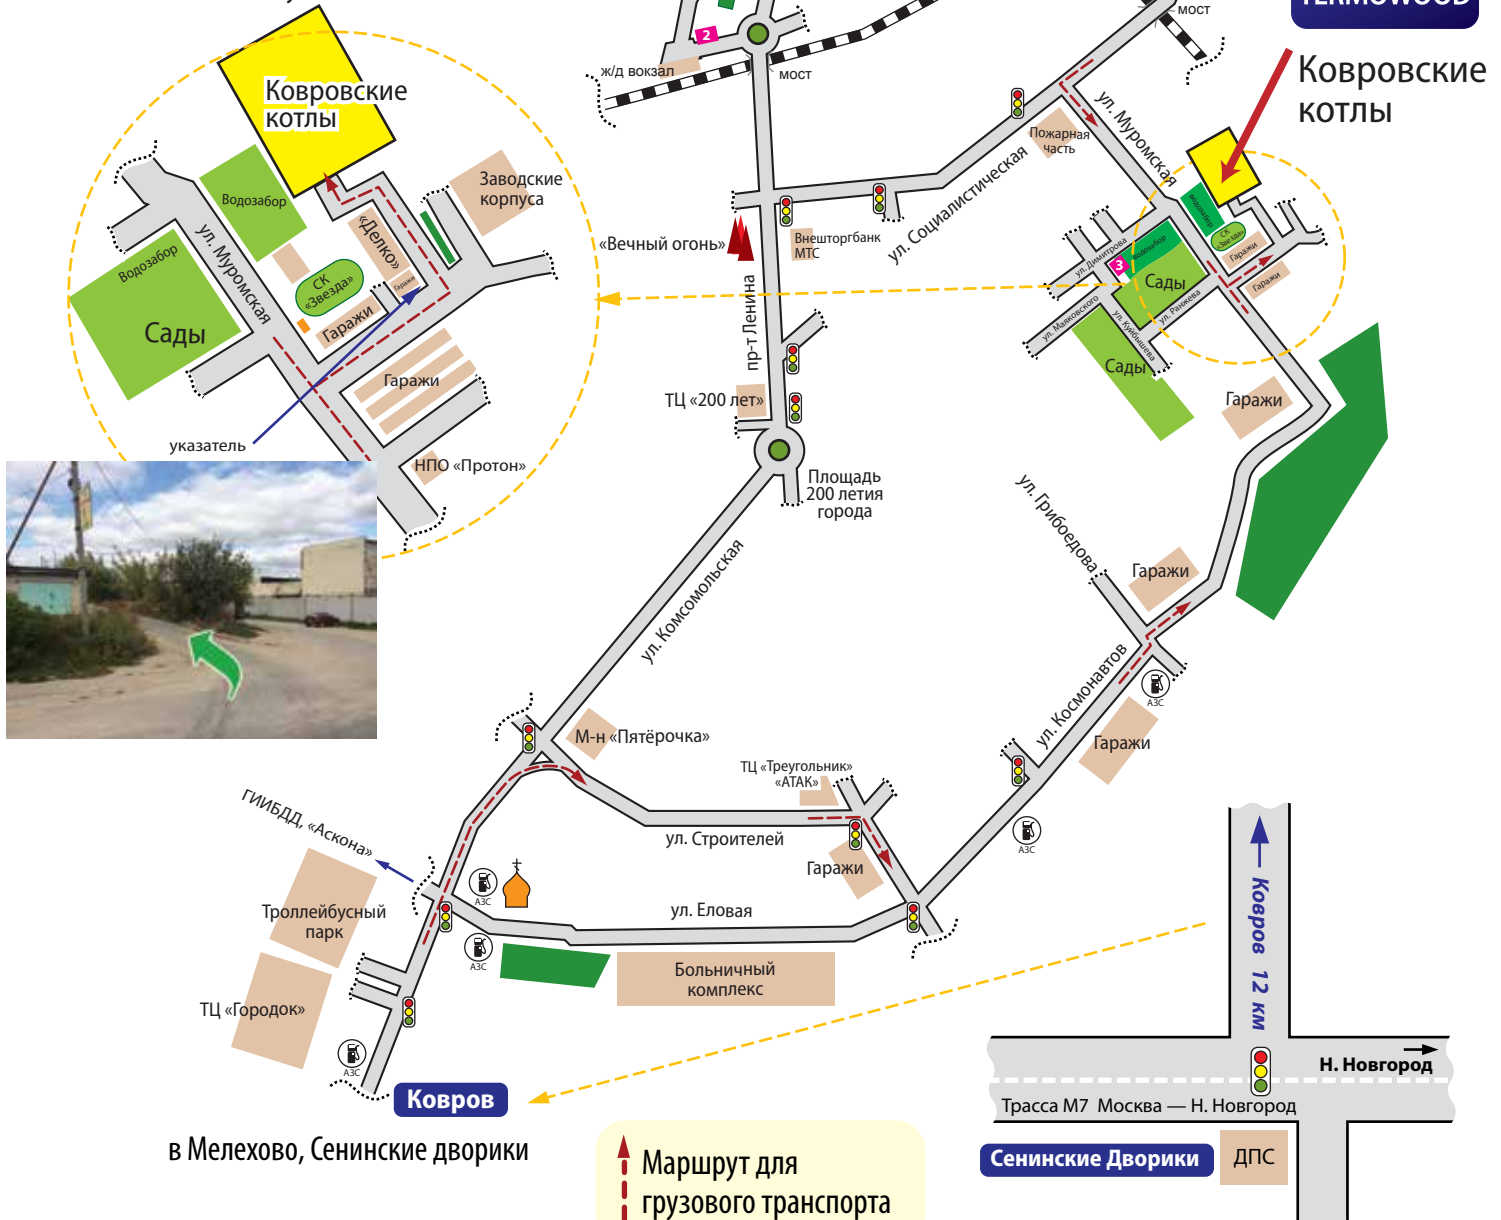 TERMOWOOD
мост
2
ж/д вокзал
мост
Ковровские
котлы
Ковровские
котлы
ул. Муромская
Пожарная
часть
Заводские
корпуса
Водозабор
«Делко»
ул. Социалистическая
водозабор
СК
«Звезда»
Гаражи
Гаражи
«Вечный огонь»
Внешторгбанк
МТС
ул. Димитрова
водозабор
3
Сады
ул. Ранжева
ул. Маяковского
ул. Куйбышева
Сады
Водозабор
ул. Муромская
СК
«Звезда»
Гаражи
Гаражи
Сады
Гаражи
пр-т Ленина
ТЦ «200 лет»
Гаражи
указатель
НПО «Протон»
Площадь
200 летия
города
ул. Грибоедова
Гаражи
ул. Комсомольская
ул. Космонавтов
АЗС
Гаражи
М-н «Пятёрочка»
ТЦ «Треугольник»
«АТАК»
ГИИБДД, «Аскона»
ул. Строителей
АЗС
Гаражи
АЗС
Троллейбусный
парк
ул. Еловая
АЗС
Больничный
комплекс
ТЦ «Городок»
АЗС
Ковров 12 км
Н. Новгород
Ковров
Трасса М7 Москва — Н. Новгород
в Мелехово, Сенинские дворики
Сенинские Дворики
ДПС
Маршрут для
грузового транспорта